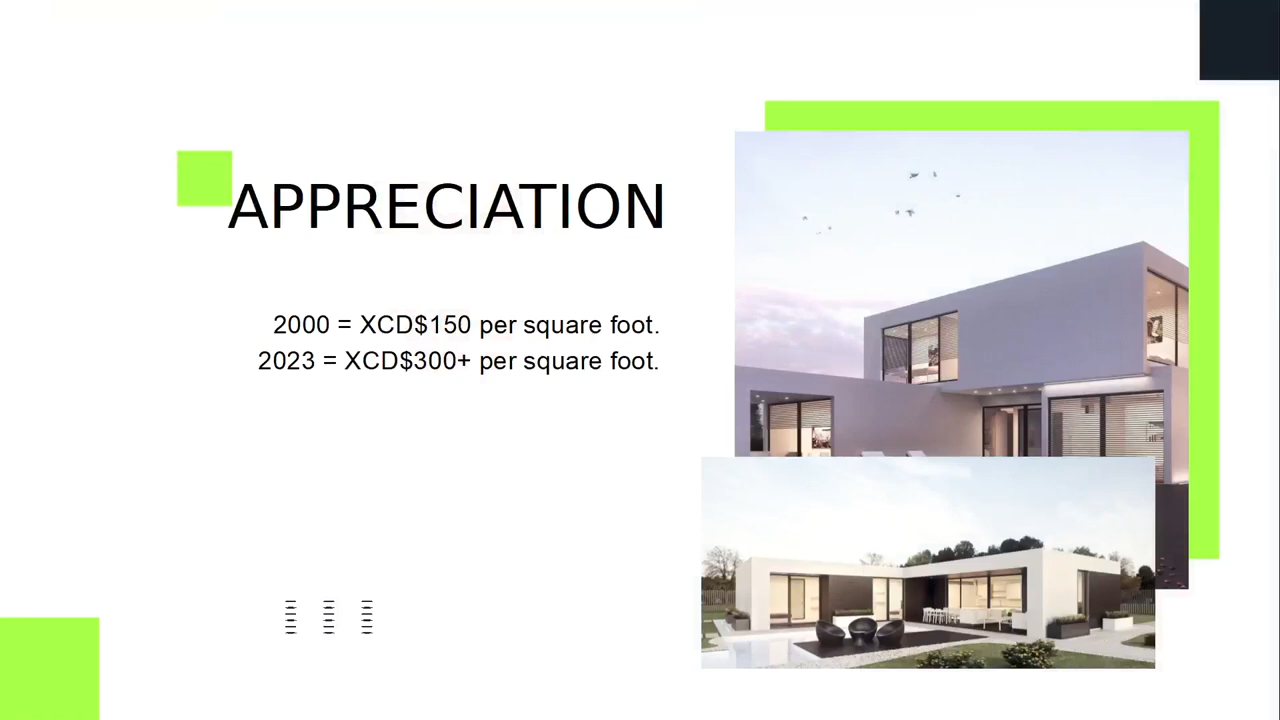 APPRECIATION
2000 = XCD$150 per square foot.
2023 = XCD$300+ per square foot.